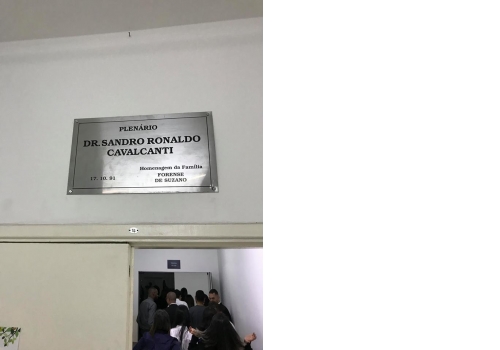 PLENÁRIO
DR. SANDRO RONALDO
CAVALCANTI
Homenagem da Família
FORENSE
DE SUZANO
17. 10. 21